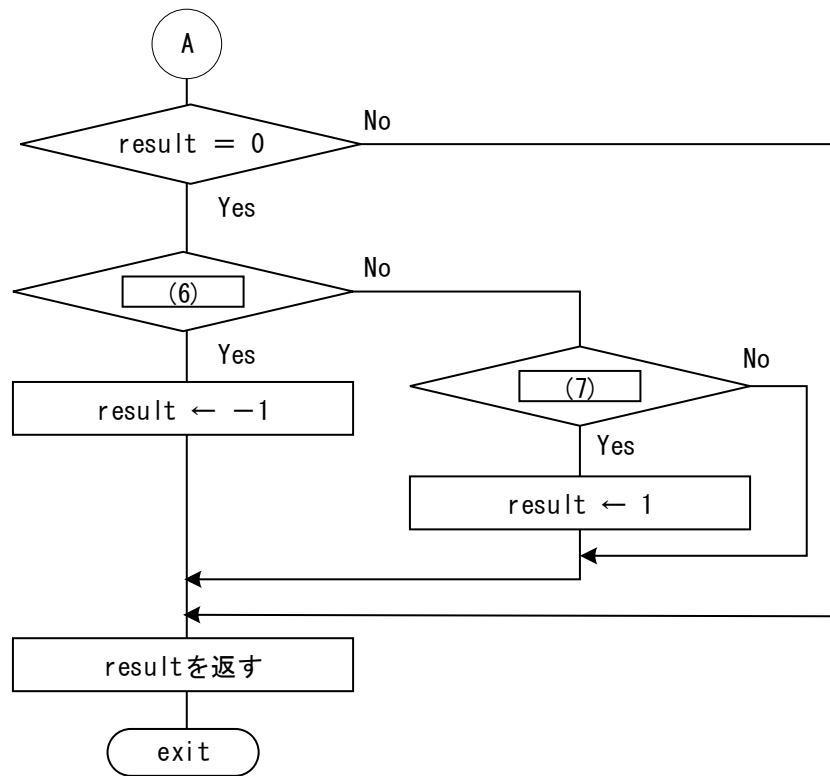 A
result = 0
No
Yes
(6)
No
Yes
result ← −1
(7)
No
Yes
result ← 1
resultを返す
exit